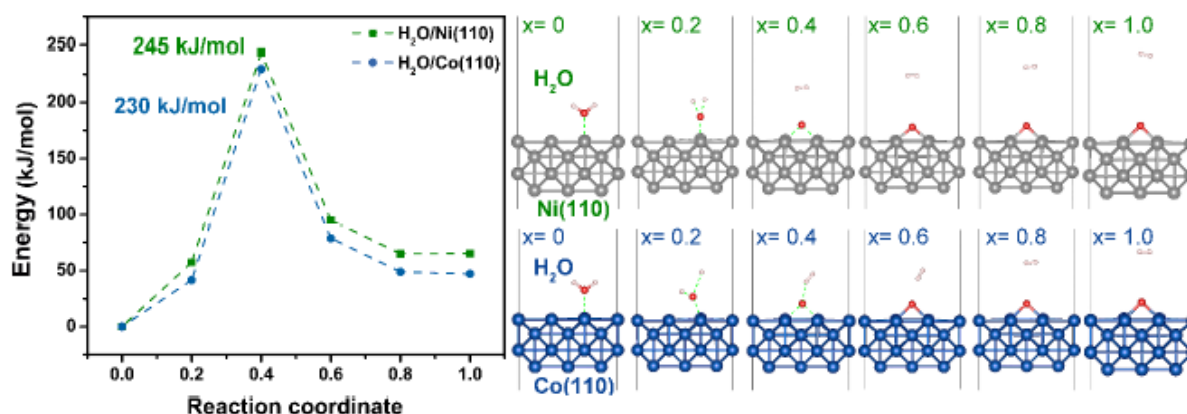 245 kJ/mol
230 kJ/mol
H₂O/Ni(110)
H₂O/Co(110)
Energy (kJ/mol)
250
200
150
100
50
0
0.0 0.2 0.4 0.6 0.8 1.0
Reaction coordinate
x= 0 x= 0.2 x= 0.4 x= 0.6 x= 0.8 x= 1.0
H₂O
Ni(110)
x= 0 x= 0.2 x= 0.4 x= 0.6 x= 0.8 x= 1.0
H₂O
Co(110)